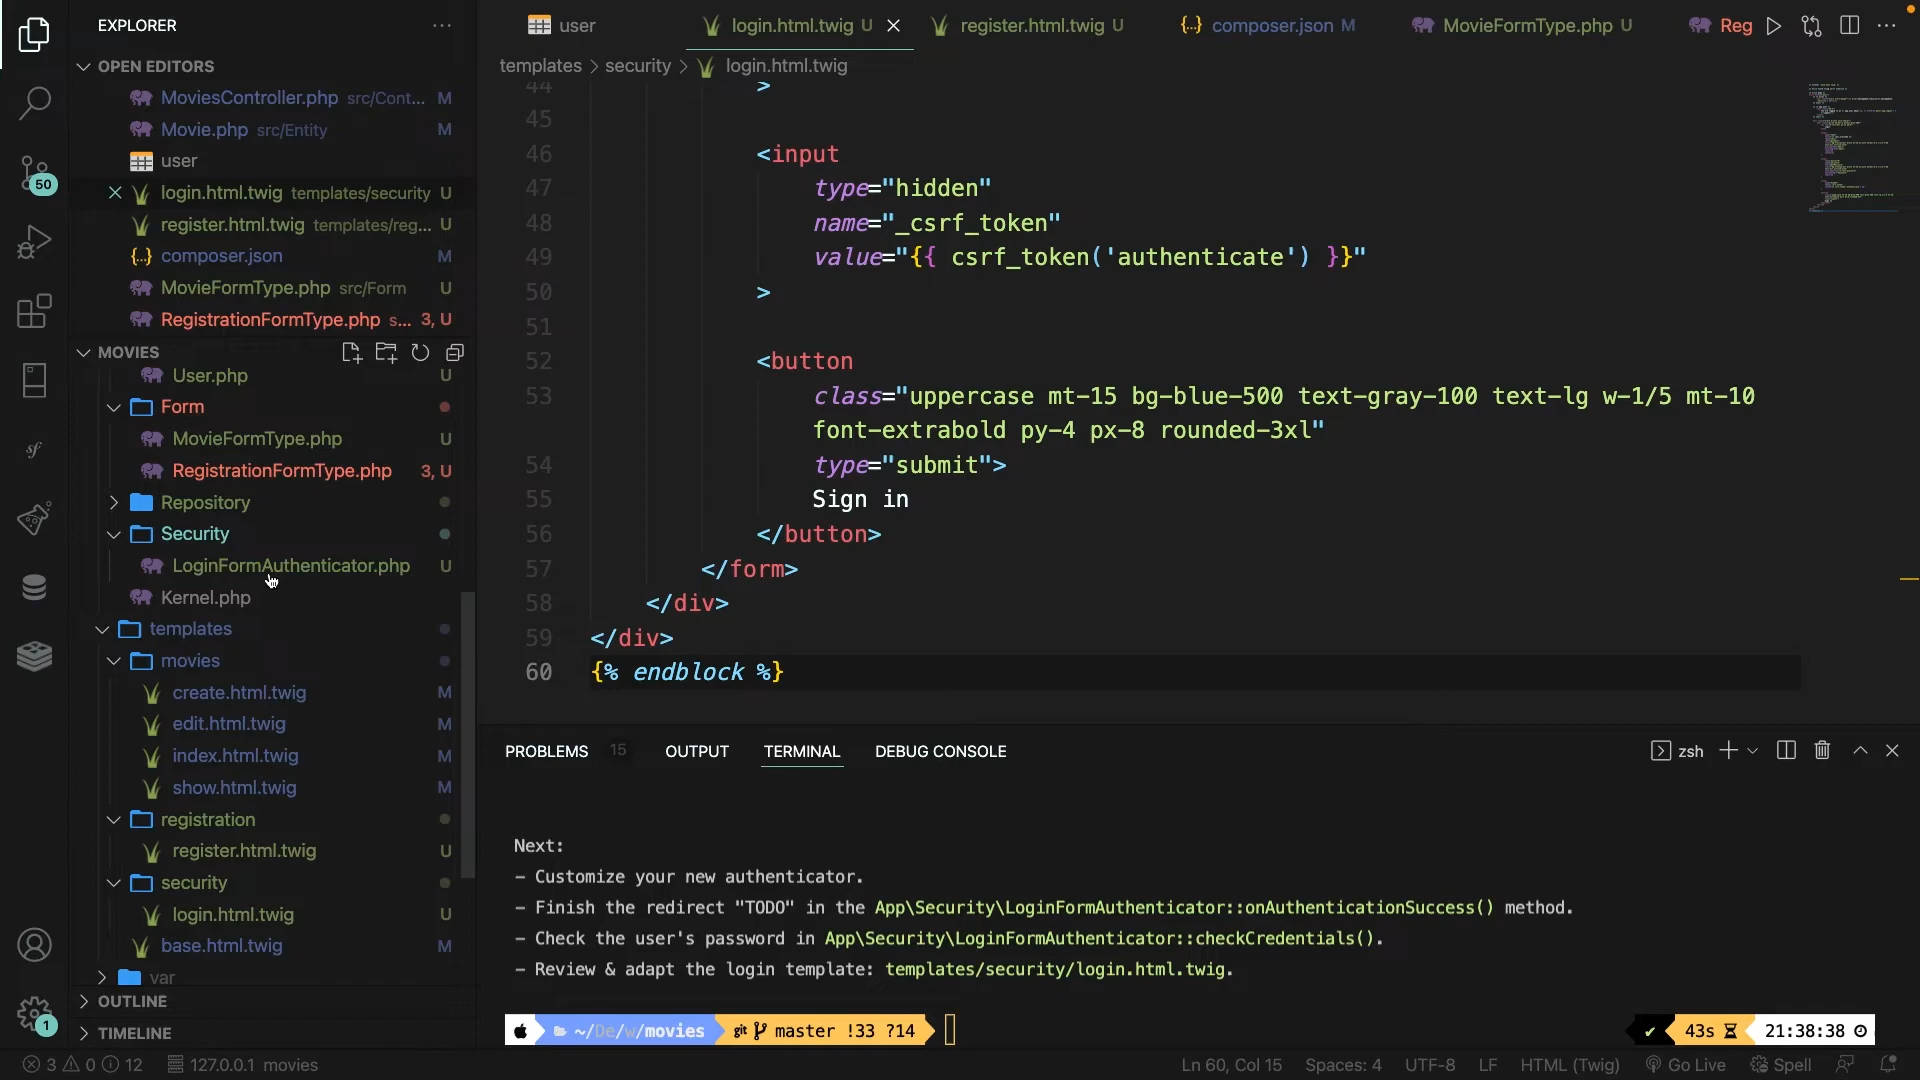 EXPLORER
OPEN EDITORS
MoviesController.php src/Cont... M
Movie.php src/Entity M
user
login.html.twig templates/security U
register.html.twig templates/reg... U
composer.json M
MovieFormType.php src/Form U
RegistrationFormType.php s... 3, U
MOVIES
User.php U
Form
MovieFormType.php U
RegistrationFormType.php 3, U
Repository
Security
LoginFormAuthenticator.php U
Kernel.php
templates
movies
create.html.twig M
edit.html.twig M
index.html.twig M
show.html.twig M
registration
register.html.twig U
security
login.html.twig U
base.html.twig M
var
OUTLINE
TIMELINE
50
sf
1
user
login.html.twig U
register.html.twig U
composer.json M
MovieFormType.php U
Reg
templates > security > login.html.twig
44 >
45
46 <input
47 type="hidden"
48 name="_csrf_token"
49 value="{{ csrf_token('authenticate') }}"
50 >
51
52 <button
53 class="uppercase mt-15 bg-blue-500 text-gray-100 text-lg w-1/5 mt-10
font-extrabold py-4 px-8 rounded-3xl"
54 type="submit">
55 Sign in
56 </button>
57 </form>
58 </div>
59 </div>
60 {% endblock %}
PROBLEMS 15 OUTPUT TERMINAL DEBUG CONSOLE
zsh
Next:
- Customize your new authenticator.
- Finish the redirect "TODO" in the App\Security\LoginFormAuthenticator::onAuthenticationSuccess() method.
- Check the user's password in App\Security\LoginFormAuthenticator::checkCredentials().
- Review & adapt the login template: templates/security/login.html.twig.
~/De/w/movies git master !33 ?14
✔ 43s 21:38:38
3 0 12 127.0.0.1 movies
Ln 60, Col 15 Spaces: 4 UTF-8 LF HTML (Twig) Go Live Spell